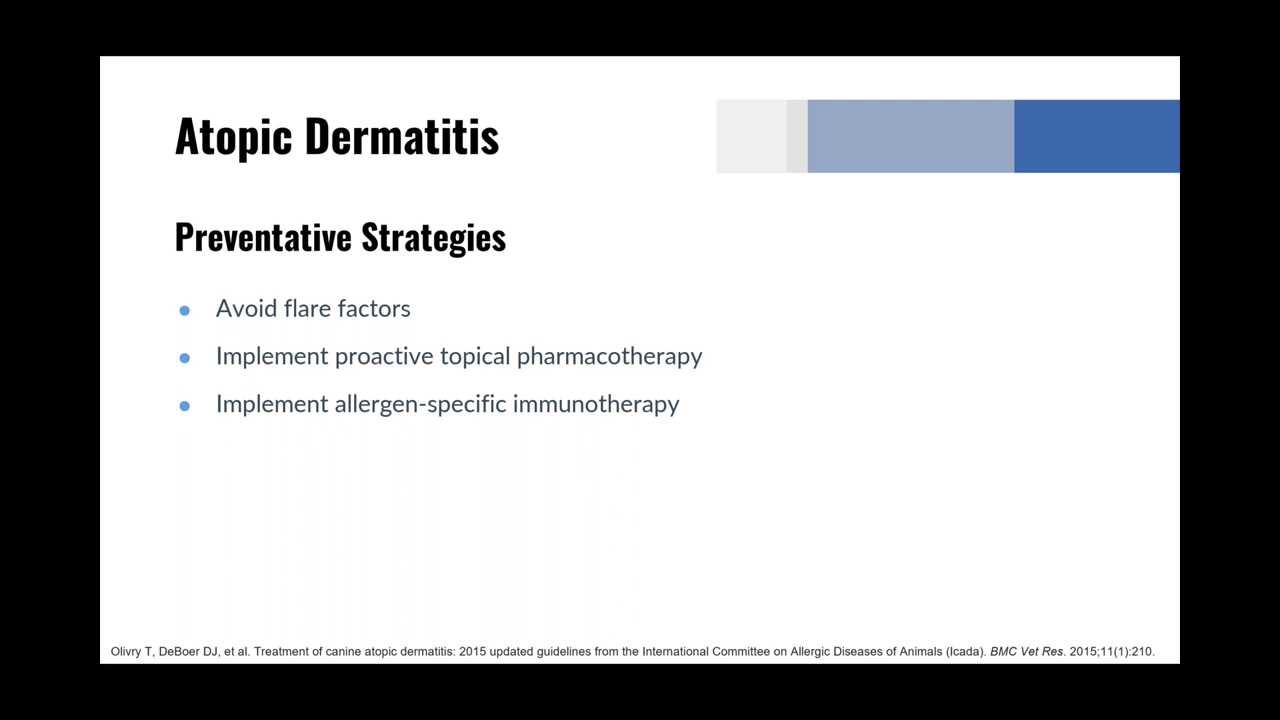 Atopic Dermatitis
Preventative Strategies
● Avoid flare factors
● Implement proactive topical pharmacotherapy
● Implement allergen-specific immunotherapy
Olivry T, DeBoer DJ, et al. Treatment of canine atopic dermatitis: 2015 updated guidelines from the International Committee on Allergic Diseases of Animals (Icada). BMC Vet Res. 2015;11(1):210.